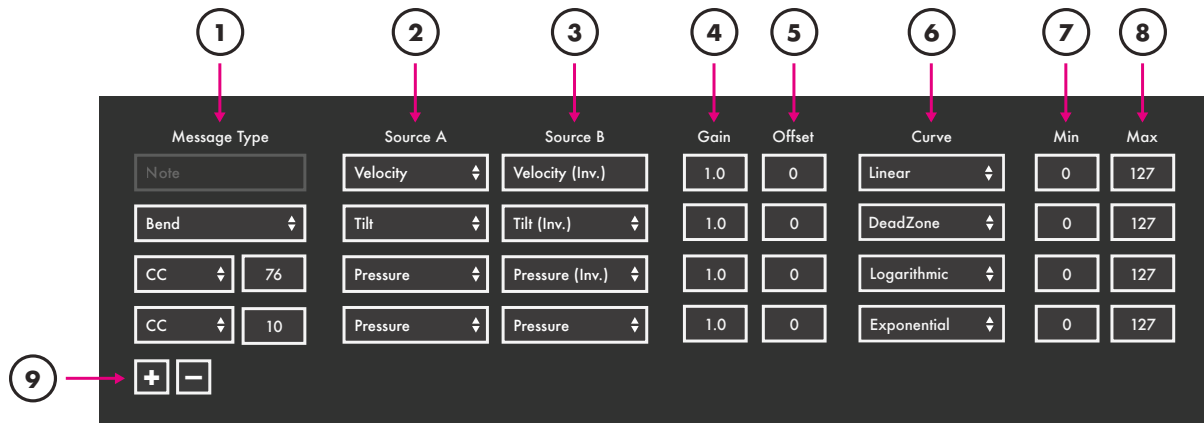 1 2 3 4 5 6 7 8
Message Type Source A Source B Gain Offset Curve Min Max
Note Velocity Velocity (Inv.) 1.0 0 Linear 0 127
Bend Tilt Tilt (Inv.) 1.0 0 DeadZone 0 127
CC 76 Pressure Pressure (Inv.) 1.0 0 Logarithmic 0 127
CC 10 Pressure Pressure 1.0 0 Exponential 0 127
9 + −